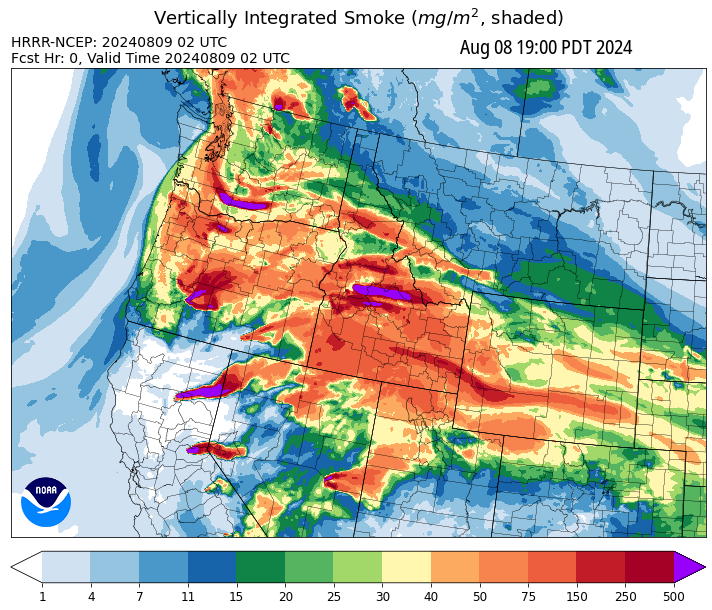 Vertically Integrated Smoke (mg/m², shaded)
HRRR-NCEP: 20240809 02 UTC
Fcst Hr: 0, Valid Time 20240809 02 UTC
Aug 08 19:00 PDT 2024
NOAA
1 4 7 11 15 20 25 30 40 50 75 150 250 500